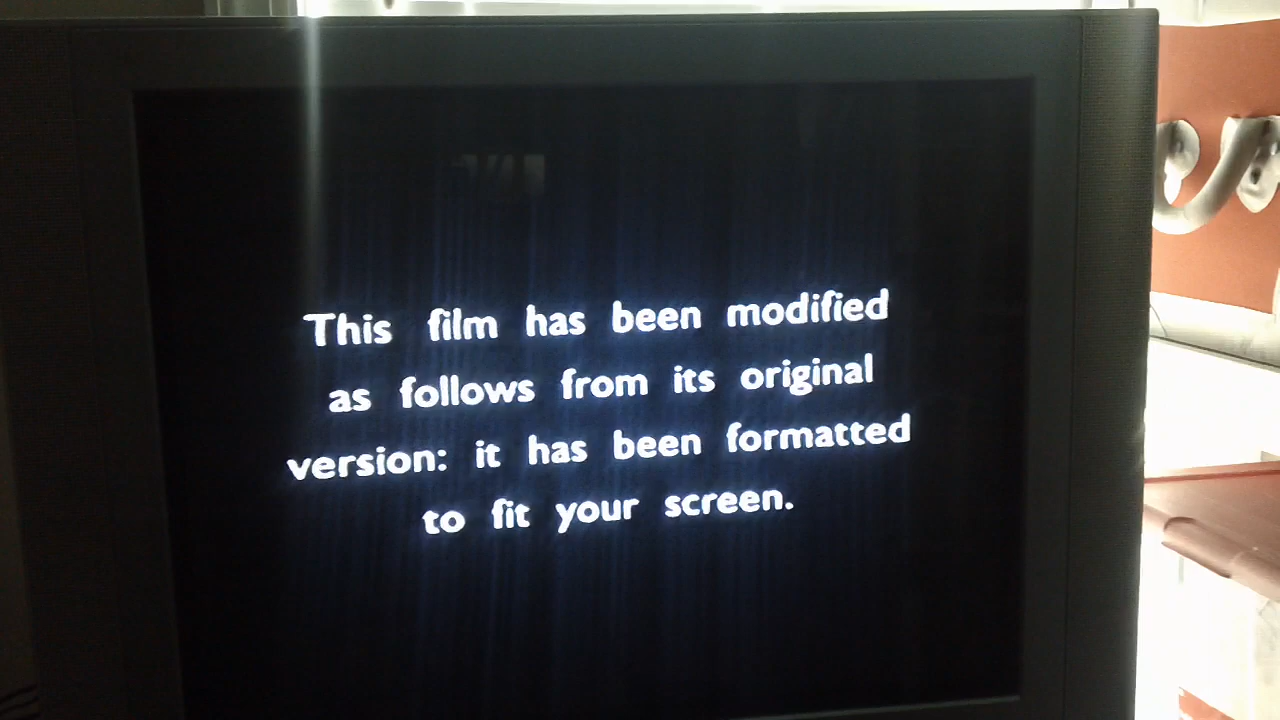 This film has been modified
as follows from its original
version: it has been formatted
to fit your screen.